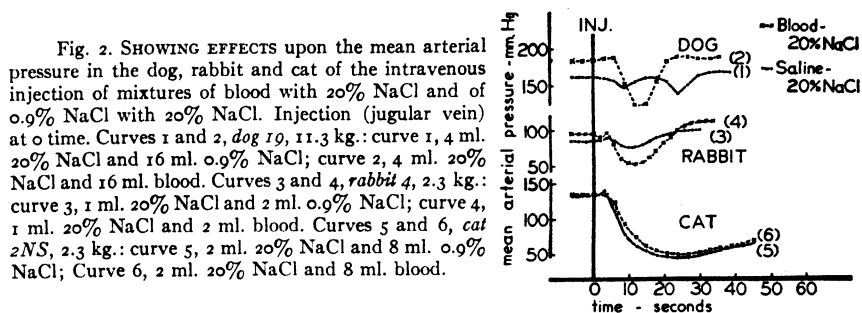 Fig. 2. SHOWING EFFECTS upon the mean arterial
pressure in the dog, rabbit and cat of the intravenous
injection of mixtures of blood with 20% NaCl and of
0.9% NaCl with 20% NaCl. Injection (jugular vein)
at 0 time. Curves 1 and 2, dog 19, 11.3 kg.: curve 1, 4 ml.
20% NaCl and 16 ml. 0.9% NaCl; curve 2, 4 ml. 20%
NaCl and 16 ml. blood. Curves 3 and 4, rabbit 4, 2.3 kg.:
curve 3, 1 ml. 20% NaCl and 2 ml. 0.9% NaCl; curve 4,
1 ml. 20% NaCl and 2 ml. blood. Curves 5 and 6, cat
2NS, 2.3 kg.: curve 5, 2 ml. 20% NaCl and 8 ml. 0.9%
NaCl; Curve 6, 2 ml. 20% NaCl and 8 ml. blood.
INJ.
Blood-
20%NaCl
Saline-
20%NaCl
mean arterial pressure - mm. Hg
200
150
DOG
(2)
(1)
100
50
(4)
(3)
RABBIT
150
100
50
CAT
(6)
(5)
0 10 20 30 40 50 60
time - seconds